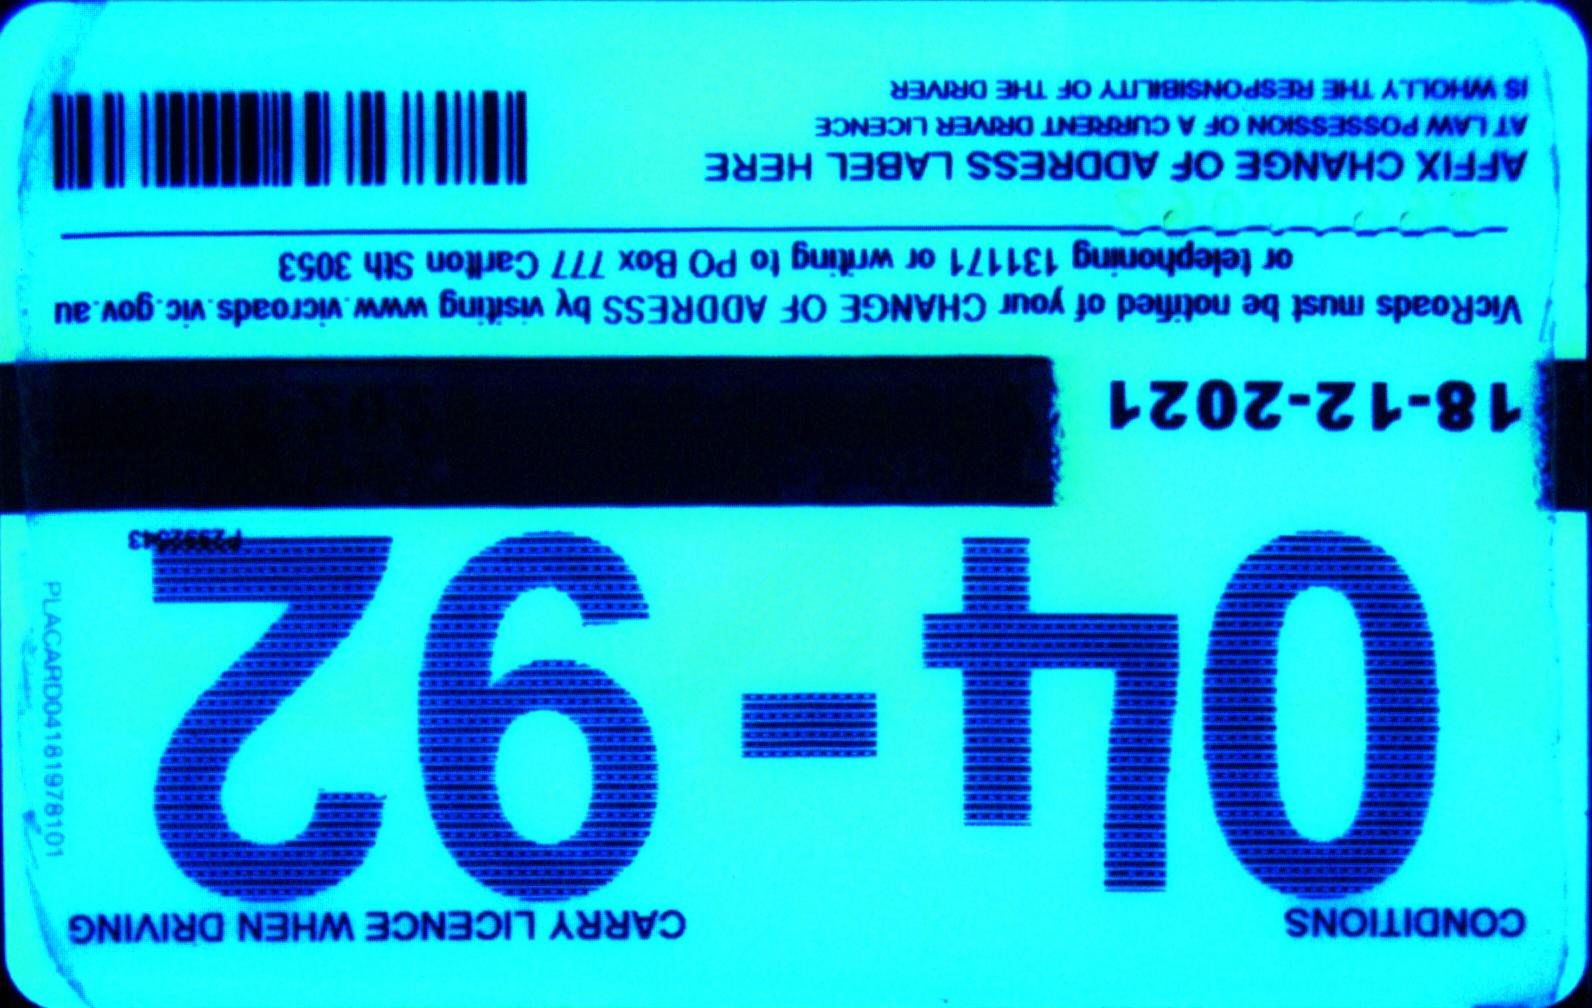 CONDITIONS CARRY LICENCE WHEN DRIVING
04-92
PLACARD004181978101
18-12-2021
VicRoads must be notified of your CHANGE OF ADDRESS by visiting www.vicroads.vic.gov.au
or telephoning 131171 or writing to PO Box 777 Carlton Sth 3053
AFFIX CHANGE OF ADDRESS LABEL HERE
AT LAW POSSESSION OF A CURRENT DRIVER LICENCE
IS WHOLLY THE RESPONSIBILITY OF THE DRIVER